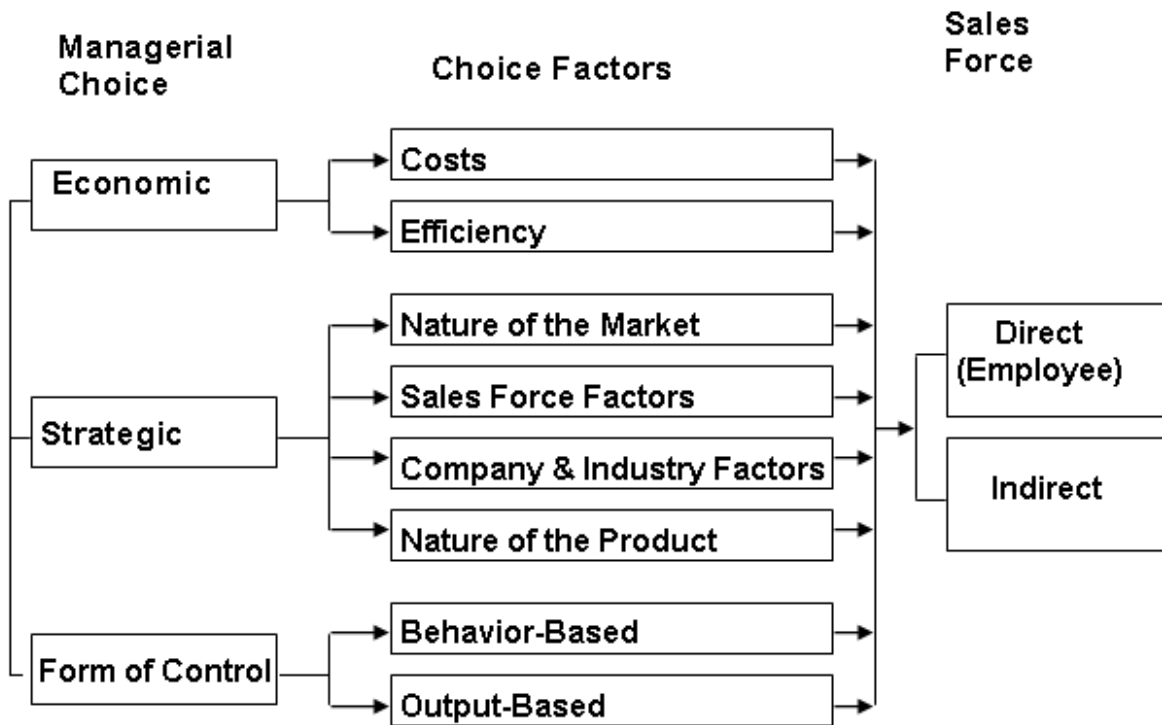 Managerial
Choice
Choice Factors
Sales
Force
Economic
Costs
Efficiency
Strategic
Nature of the Market
Sales Force Factors
Company & Industry Factors
Nature of the Product
Form of Control
Behavior-Based
Output-Based
Direct
(Employee)
Indirect